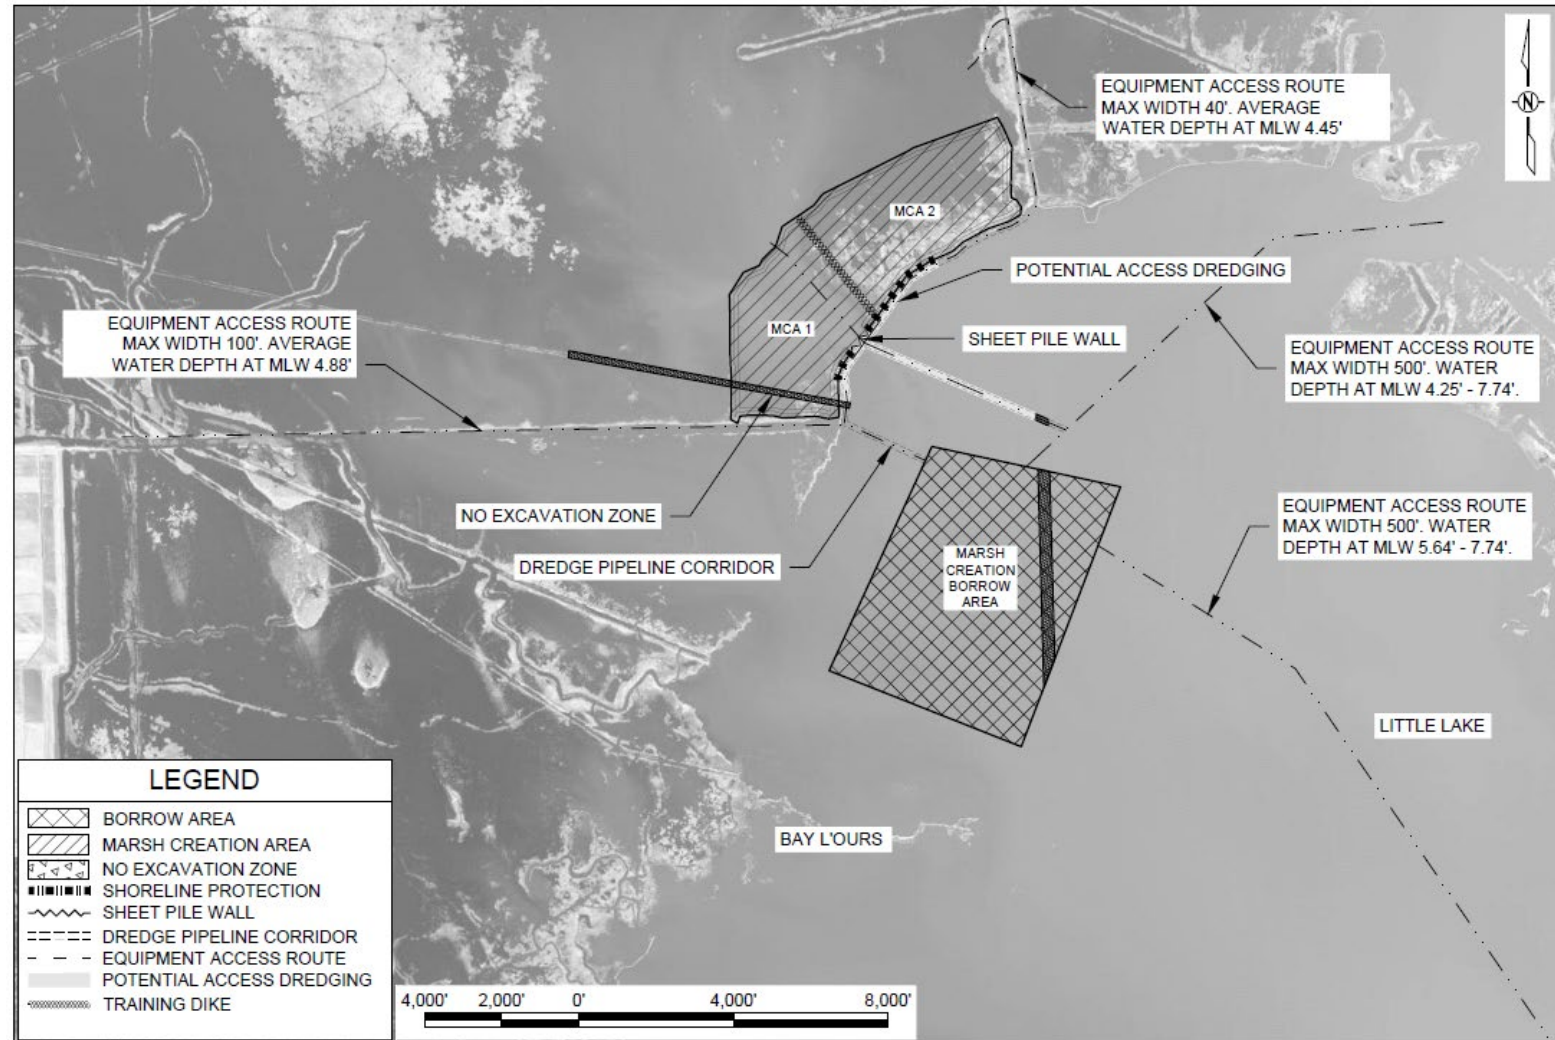 EQUIPMENT ACCESS ROUTE
MAX WIDTH 40'. AVERAGE
WATER DEPTH AT MLW 4.45'
N
MCA 2
POTENTIAL ACCESS DREDGING
EQUIPMENT ACCESS ROUTE
MAX WIDTH 100'. AVERAGE
WATER DEPTH AT MLW 4.88'
MCA 1
SHEET PILE WALL
EQUIPMENT ACCESS ROUTE
MAX WIDTH 500'. WATER
DEPTH AT MLW 4.25' - 7.74'.
NO EXCAVATION ZONE
DREDGE PIPELINE CORRIDOR
MARSH
CREATION
BORROW
AREA
EQUIPMENT ACCESS ROUTE
MAX WIDTH 500'. WATER
DEPTH AT MLW 5.64' - 7.74'.
LITTLE LAKE
BAY L'OURS
LEGEND
BORROW AREA
MARSH CREATION AREA
NO EXCAVATION ZONE
SHORELINE PROTECTION
SHEET PILE WALL
DREDGE PIPELINE CORRIDOR
EQUIPMENT ACCESS ROUTE
POTENTIAL ACCESS DREDGING
TRAINING DIKE
4,000' 2,000' 0' 4,000' 8,000'